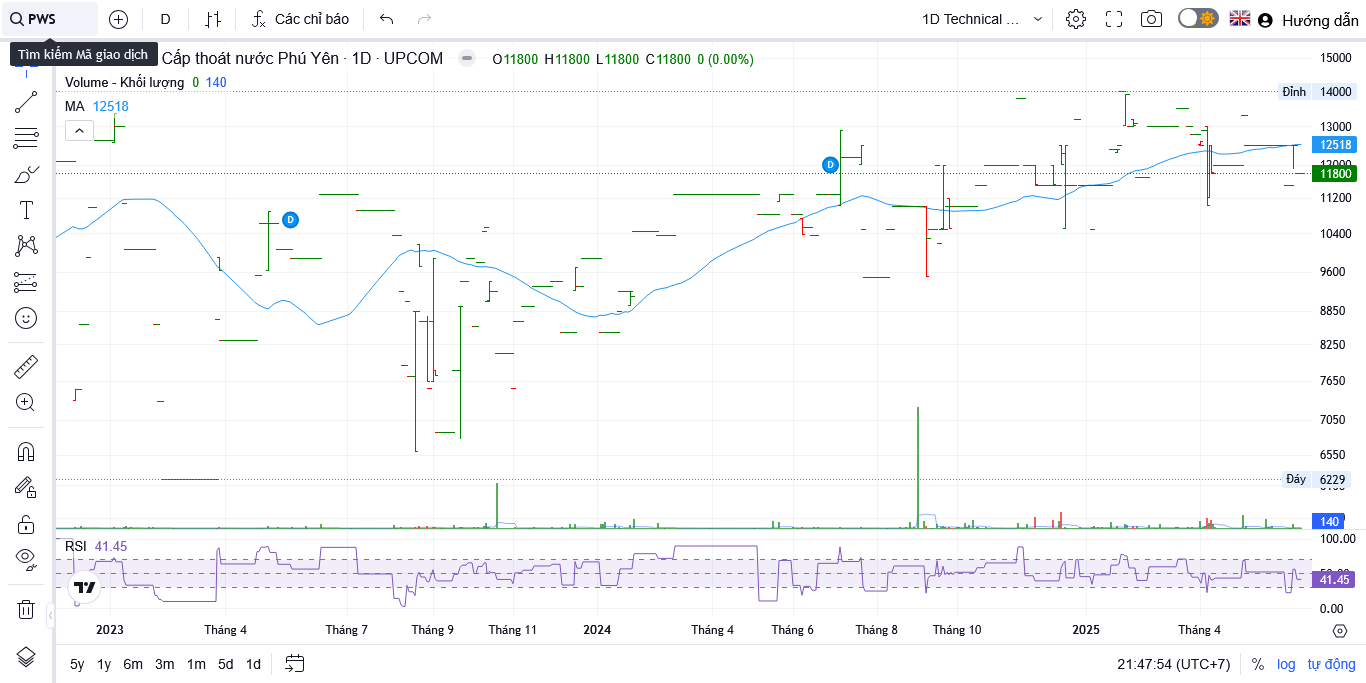 PWS
D
Các chỉ báo
1D Technical ...
Hướng dẫn
Tìm kiếm Mã giao dịch
Cấp thoát nước Phú Yên · 1D · UPCOM
O11800 H11800 L11800 C11800 0 (0.00%)
Volume - Khối lượng 0 140
MA 12518
15000
Đỉnh 14000
13000
12518
12000
11800
11200
10400
9600
8850
8250
7650
7050
6550
Đáy 6229
140
RSI 41.45
100.00
41.45
0.00
D
D
2023 Tháng 4 Tháng 7 Tháng 9 Tháng 11 2024 Tháng 4 Tháng 6 Tháng 8 Tháng 10 2025 Tháng 4
5y 1y 6m 3m 1m 5d 1d
21:47:54 (UTC+7) % log tự động